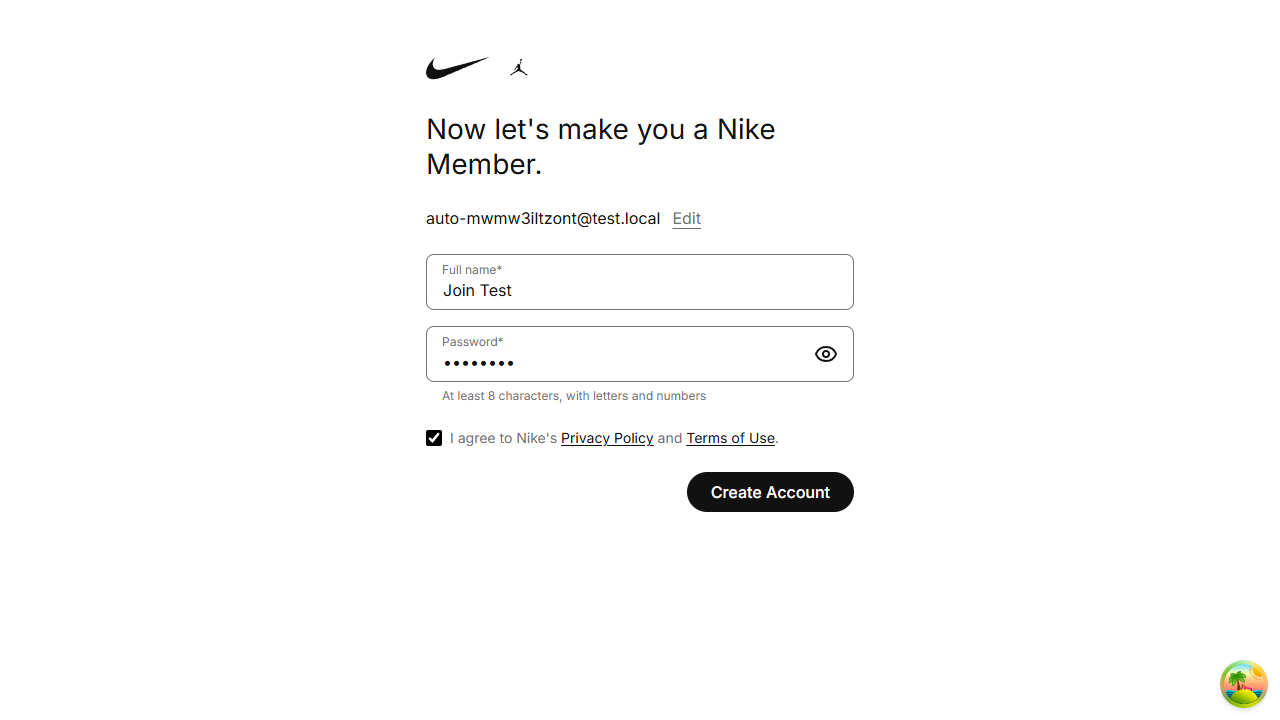 Now let's make you a Nike
Member.
auto-mwmw3iltzont@test.local Edit
Full name*
Join Test
Password*
••••••••
At least 8 characters, with letters and numbers
I agree to Nike's Privacy Policy and Terms of Use.
Create Account